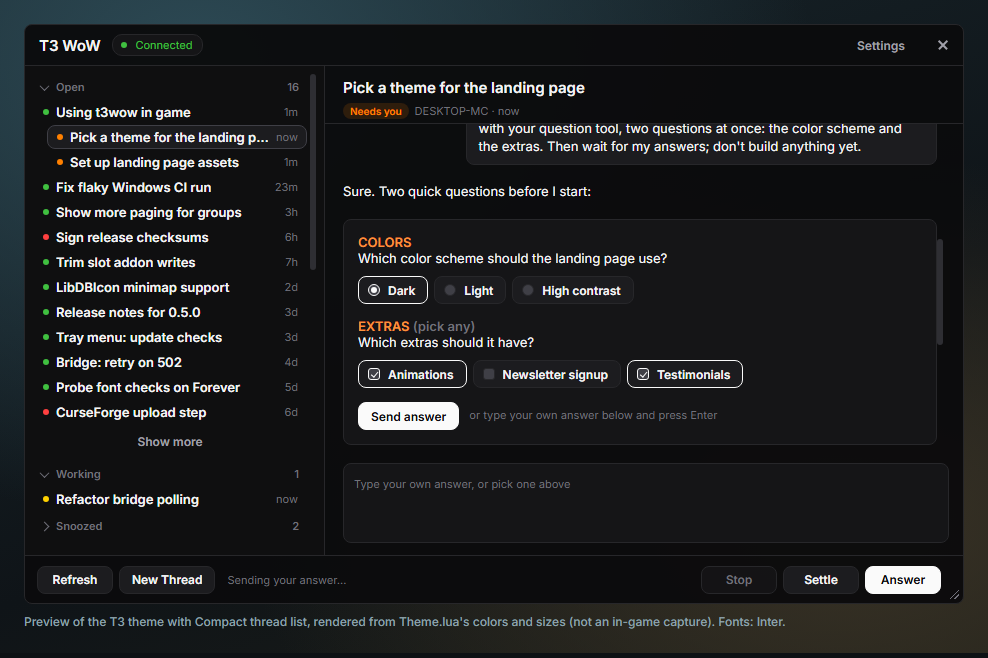 T3 WoW
Connected
Settings
Open 16
Using t3wow in game 1m
Pick a theme for the landing p... now
Set up landing page assets 1m
Fix flaky Windows CI run 23m
Show more paging for groups 3h
Sign release checksums 6h
Trim slot addon writes 7h
LibDBIcon minimap support 2d
Release notes for 0.5.0 3d
Tray menu: update checks 3d
Bridge: retry on 502 4d
Probe font checks on Forever 5d
CurseForge upload step 6d
Show more
Working 1
Refactor bridge polling now
Snoozed 2
Pick a theme for the landing page
Needs you DESKTOP-MC · now
with your question tool, two questions at once: the color scheme and
the extras. Then wait for my answers; don't build anything yet.
Sure. Two quick questions before I start:
COLORS
Which color scheme should the landing page use?
Dark Light High contrast
EXTRAS (pick any)
Which extras should it have?
Animations Newsletter signup Testimonials
Send answer or type your own answer below and press Enter
Type your own answer, or pick one above
Refresh New Thread Sending your answer... Stop Settle Answer
Preview of the T3 theme with Compact thread list, rendered from Theme.lua's colors and sizes (not an in-game capture). Fonts: Inter.